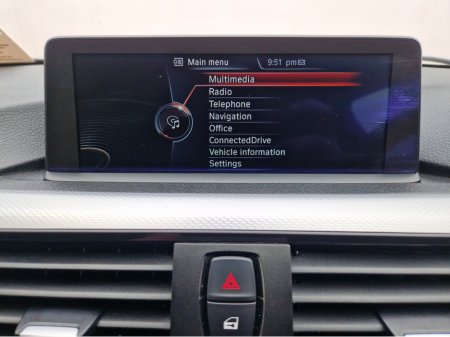 Main menu 9:51 pm
Multimedia
Radio
Telephone
Navigation
Office
ConnectedDrive
Vehicle information
Settings